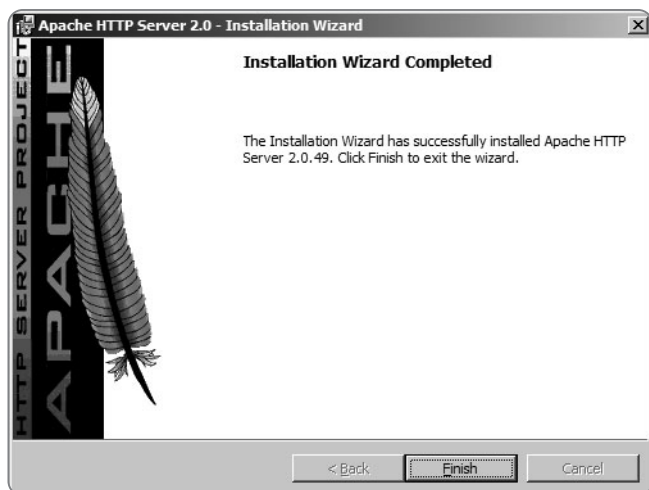 Apache HTTP Server 2.0 - Installation Wizard
HTTP SERVER PROJECT
APACHE
Installation Wizard Completed
The Installation Wizard has successfully installed Apache HTTP
Server 2.0.49. Click Finish to exit the wizard.
< Back
Finish
Cancel